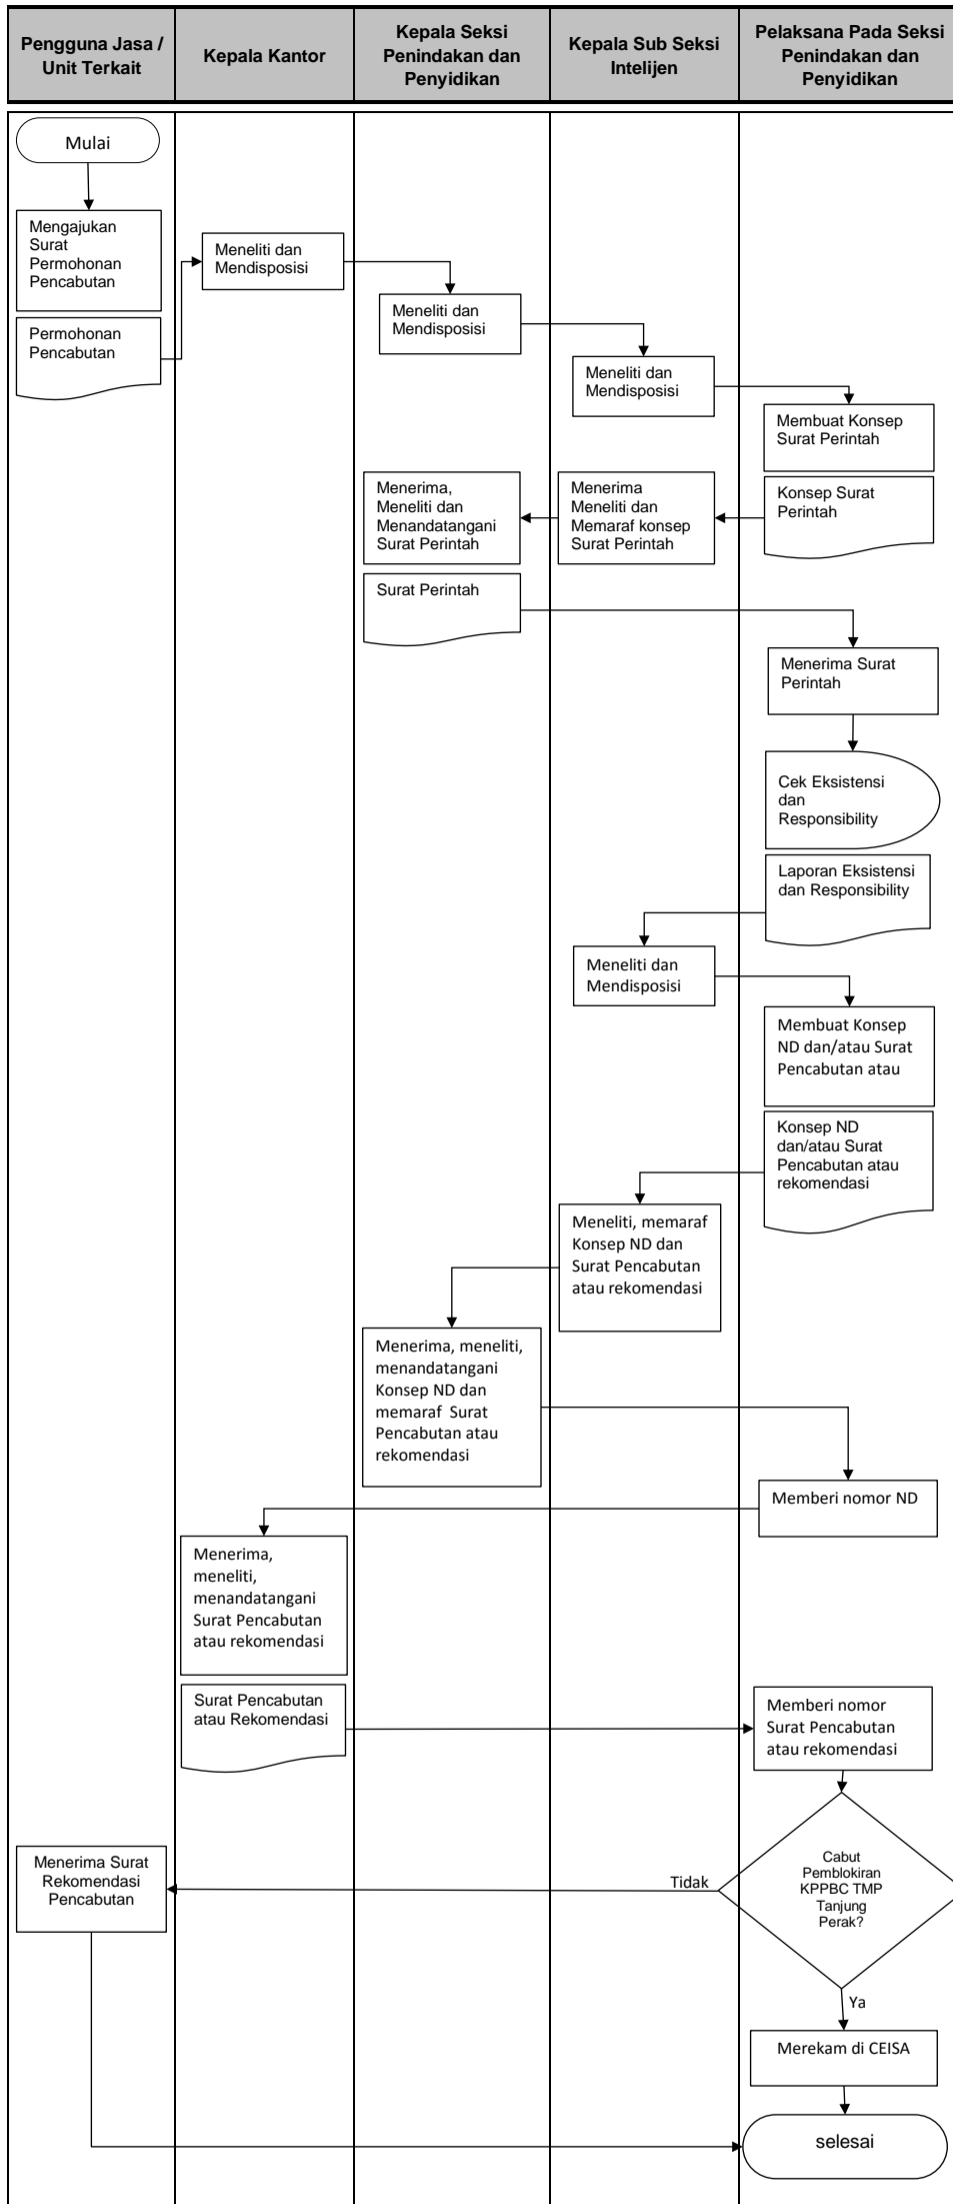 Pengguna Jasa /
Unit Terkait
Kepala Kantor
Kepala Seksi
Penindakan dan
Penyidikan
Kepala Sub Seksi
Intelijen
Pelaksana Pada Seksi
Penindakan dan
Penyidikan
Mulai
Mengajukan
Surat
Permohonan
Pencabutan
Permohonan
Pencabutan
Meneliti dan
Mendisposisi
Meneliti dan
Mendisposisi
Meneliti dan
Mendisposisi
Membuat Konsep
Surat Perintah
Konsep Surat
Perintah
Menerima
Meneliti dan
Memaraf konsep
Surat Perintah
Menerima,
Meneliti dan
Menandatangani
Surat Perintah
Surat Perintah
Menerima Surat
Perintah
Cek Eksistensi
dan
Responsibility
Laporan Eksistensi
dan Responsibility
Meneliti dan
Mendisposisi
Membuat Konsep
ND dan/atau Surat
Pencabutan atau
Konsep ND
dan/atau Surat
Pencabutan atau
rekomendasi
Meneliti, memaraf
Konsep ND dan
Surat Pencabutan
atau rekomendasi
Menerima, meneliti,
menandatangani
Konsep ND dan
memaraf Surat
Pencabutan atau
rekomendasi
Memberi nomor ND
Menerima,
meneliti,
menandatangani
Surat Pencabutan
atau rekomendasi
Surat Pencabutan
atau Rekomendasi
Memberi nomor
Surat Pencabutan
atau rekomendasi
Cabut
Pemblokiran
KPPBC TMP
Tanjung
Perak?
Tidak
Menerima Surat
Rekomendasi
Pencabutan
Ya
Merekam di CEISA
selesai